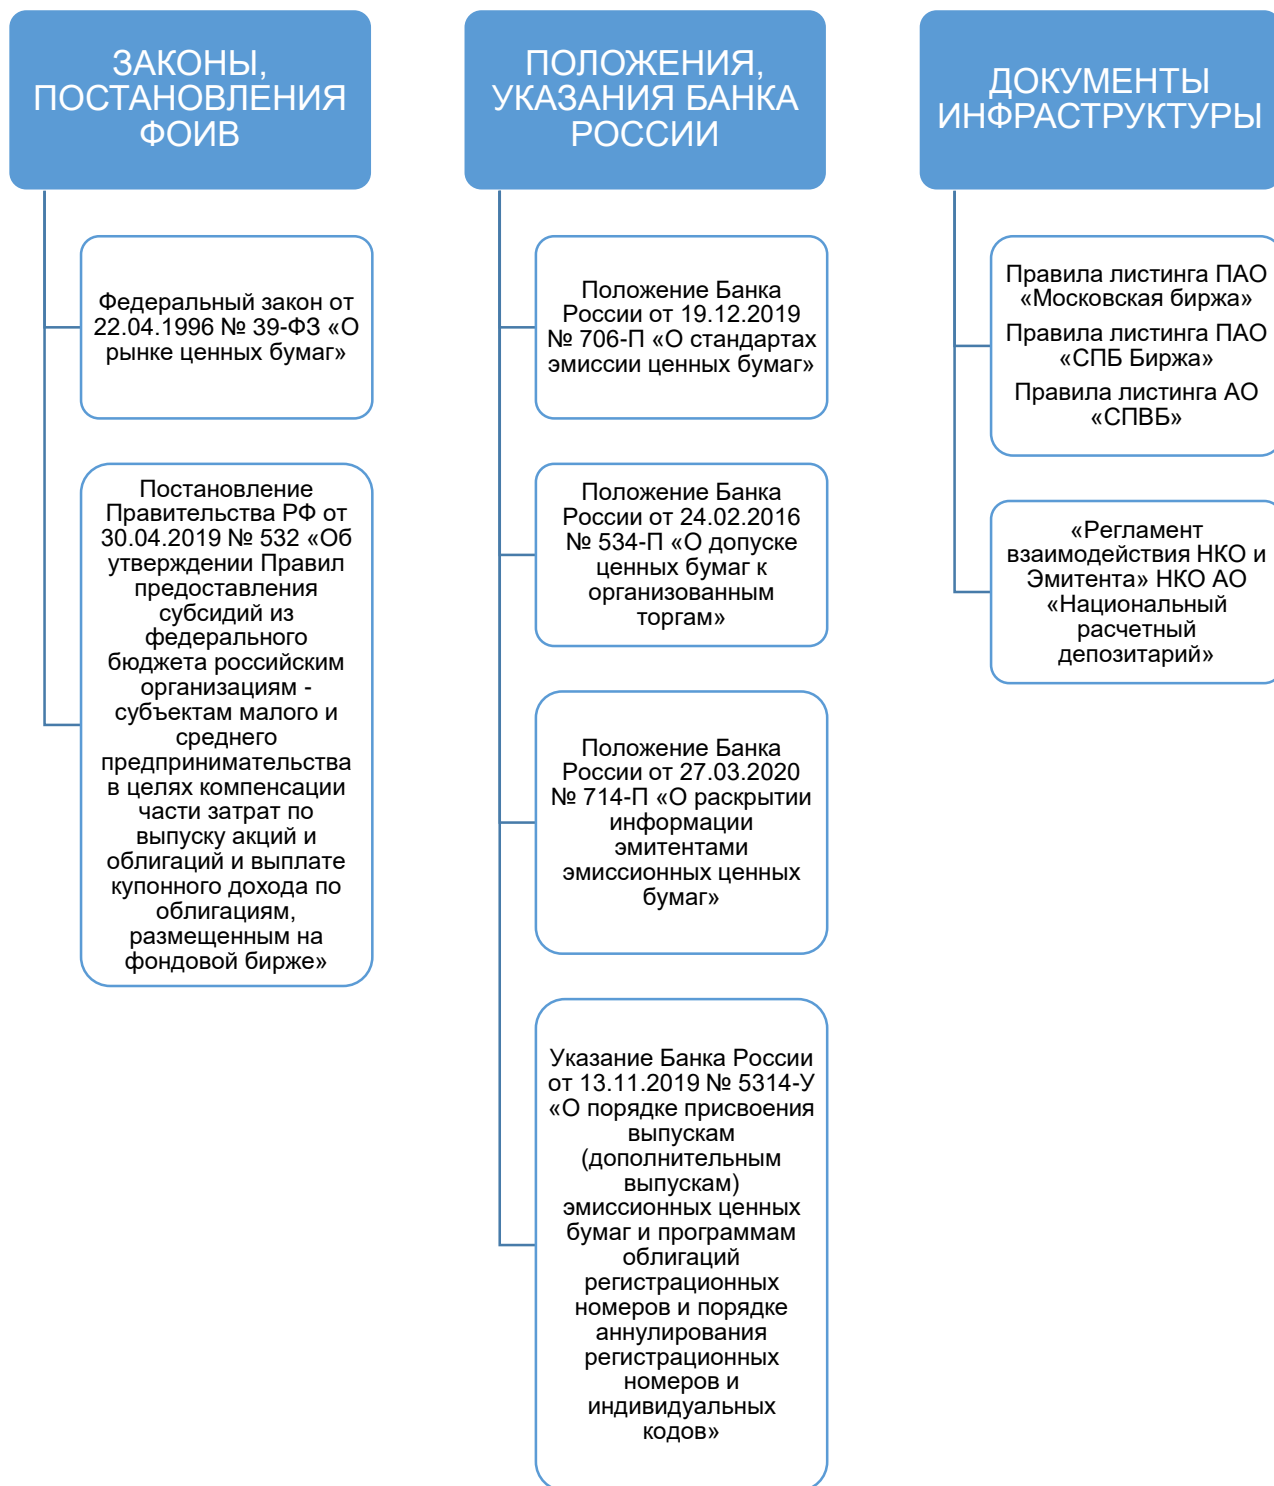 ЗАКОНЫ,
ПОСТАНОВЛЕНИЯ
ФОИВ
Федеральный закон от
22.04.1996 № 39-ФЗ «О
рынке ценных бумаг»
Постановление
Правительства РФ от
30.04.2019 № 532 «Об
утверждении Правил
предоставления
субсидий из
федерального
бюджета российским
организациям -
субъектам малого и
среднего
предпринимательства
в целях компенсации
части затрат по
выпуску акций и
облигаций и выплате
купонного дохода по
облигациям,
размещенным на
фондовой бирже»
ПОЛОЖЕНИЯ,
УКАЗАНИЯ БАНКА
РОССИИ
Положение Банка
России от 19.12.2019
№ 706-П «О стандартах
эмиссии ценных бумаг»
Положение Банка
России от 24.02.2016
№ 534-П «О допуске
ценных бумаг к
организованным
торгам»
Положение Банка
России от 27.03.2020
№ 714-П «О раскрытии
информации
эмитентами
эмиссионных ценных
бумаг»
Указание Банка России
от 13.11.2019 № 5314-У
«О порядке присвоения
выпускам
(дополнительным
выпускам)
эмиссионных ценных
бумаг и программам
облигаций
регистрационных
номеров и порядке
аннулирования
регистрационных
номеров и
индивидуальных
кодов»
ДОКУМЕНТЫ
ИНФРАСТРУКТУРЫ
Правила листинга ПАО
«Московская биржа»
Правила листинга ПАО
«СПБ Биржа»
Правила листинга АО
«СПВБ»
«Регламент
взаимодействия НКО и
Эмитента» НКО АО
«Национальный
расчетный
депозитарий»